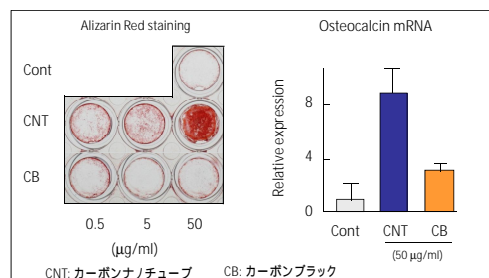 Alizarin Red staining
Cont
CNT
CB
0.5 5 50
(μg/ml)
Osteocalcin mRNA
Relative expression
8
4
0
Cont CNT CB
(50 μg/ml)
CNT: カーボンナノチューブ CB: カーボンブラック